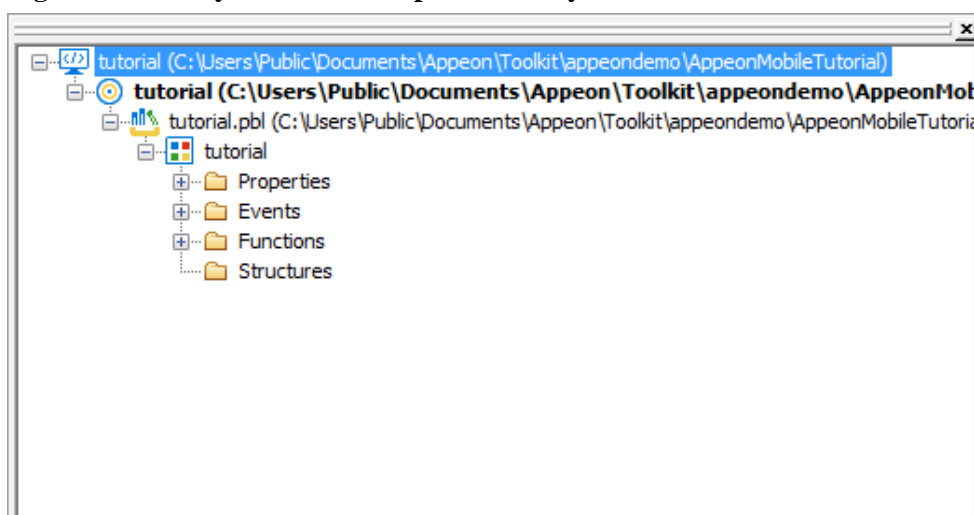 tutorial (C:\Users\Public\Documents\Appeon\Toolkit\appeondemo\AppeonMobileTutorial)
tutorial (C:\Users\Public\Documents\Appeon\Toolkit\appeondemo\AppeonMob
tutorial.pbl (C:\Users\Public\Documents\Appeon\Toolkit\appeondemo\AppeonMobileTutoria
tutorial
Properties
Events
Functions
Structures